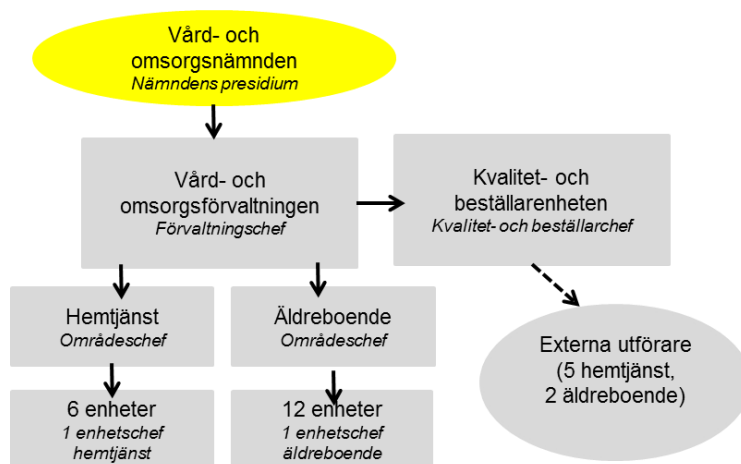 Vård- och
omsorgsnämnden
Nämndens presidium
Vård- och
omsorgsförvaltningen
Förvaltningschef
Kvalitet- och
beställarenheten
Kvalitet- och beställarchef
Hemtjänst
Områdeschef
Äldreboende
Områdeschef
Externa utförare
(5 hemtjänst,
2 äldreboende)
6 enheter
1 enhetschef
hemtjänst
12 enheter
1 enhetschef
äldreboende